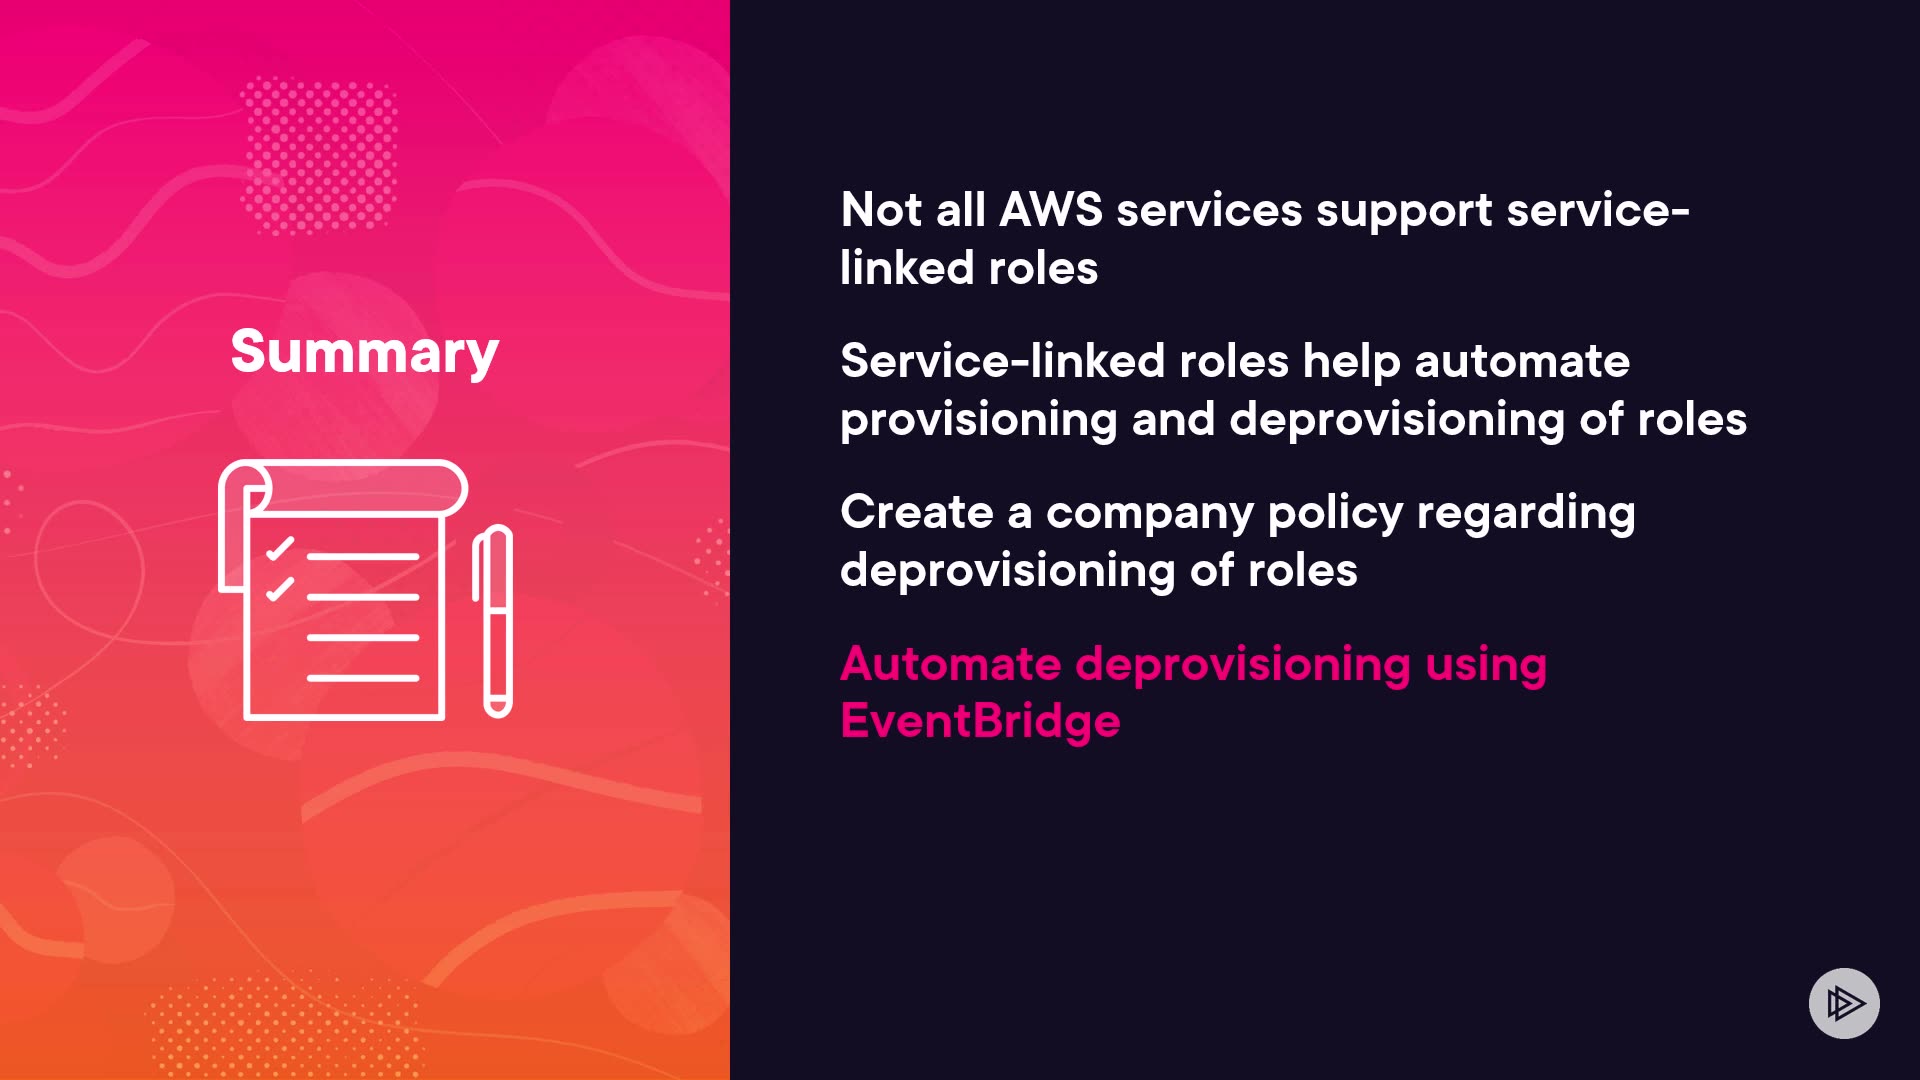 Summary
Not all AWS services support service-
linked roles
Service-linked roles help automate
provisioning and deprovisioning of roles
Create a company policy regarding
deprovisioning of roles
Automate deprovisioning using
EventBridge